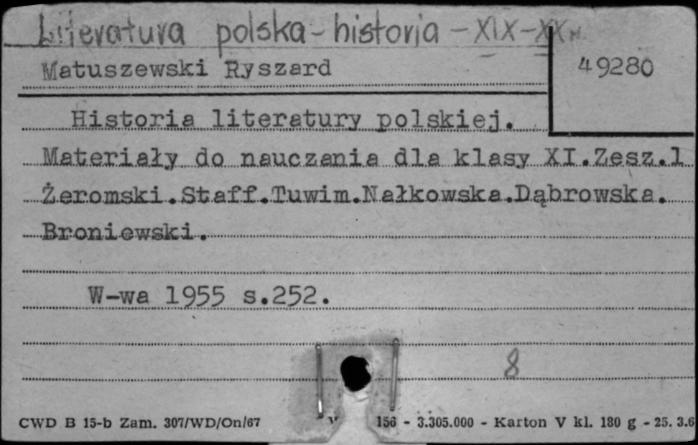 Literatura polska - historia - XIX-XX w.
Matuszewski Ryszard
49280
Historia literatury polskiej.
Materiały do nauczania dla klasy XI.Zesz.1
Żeromski.Staff.Tuwim.Nałkowska.Dąbrowska.
Broniewski.
W-wa 1955 s.252.
8
CWD B 15-b Zam. 307/WD/On/67 V 156 - 3.305.000 - Karton V kl. 180 g - 25. 3.6